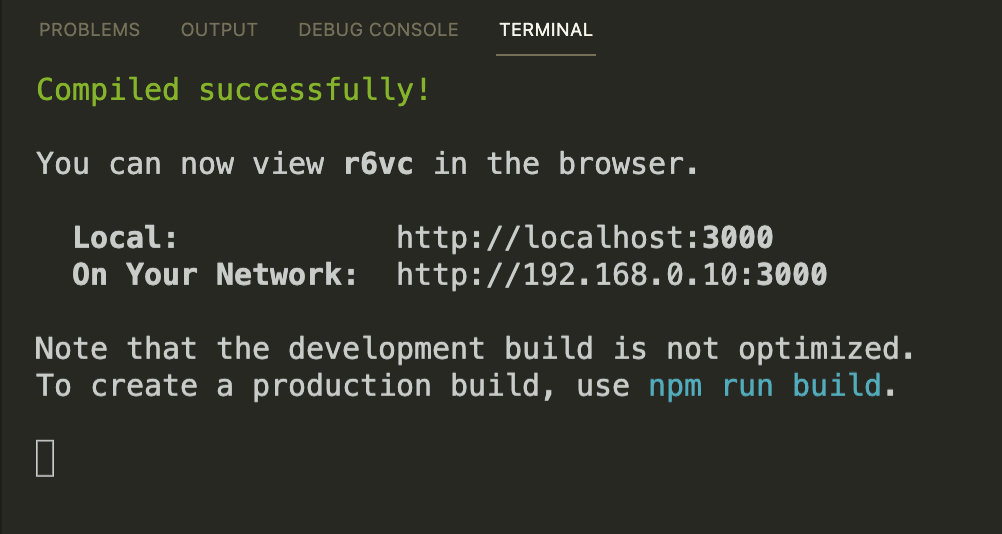 PROBLEMS OUTPUT DEBUG CONSOLE TERMINAL
Compiled successfully!
You can now view r6vc in the browser.
Local: http://localhost:3000
On Your Network: http://192.168.0.10:3000
Note that the development build is not optimized.
To create a production build, use npm run build.